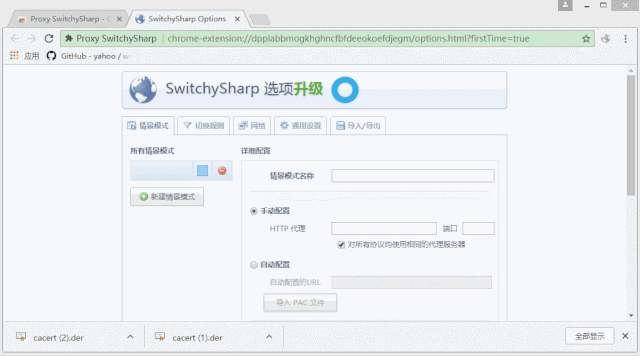 Proxy SwitchySharp - C
SwitchySharp Options
Proxy SwitchySharp
chrome-extension://dpplabbmogkhghncfbfdeeokoefdjegm/options.html?firstTime=true
应用
GitHub - yahoo /
SwitchySharp 选项升级
情景模式
切换规则
网络
通用设置
导入/导出
所有情景模式
详细配置
情景模式名称
新建情景模式
手动配置
HTTP 代理
端口
对所有协议均使用相同的代理服务器
自动配置
自动配置的URL
导入 PAC 文件
cacert (2).der
cacert (1).der
全部显示